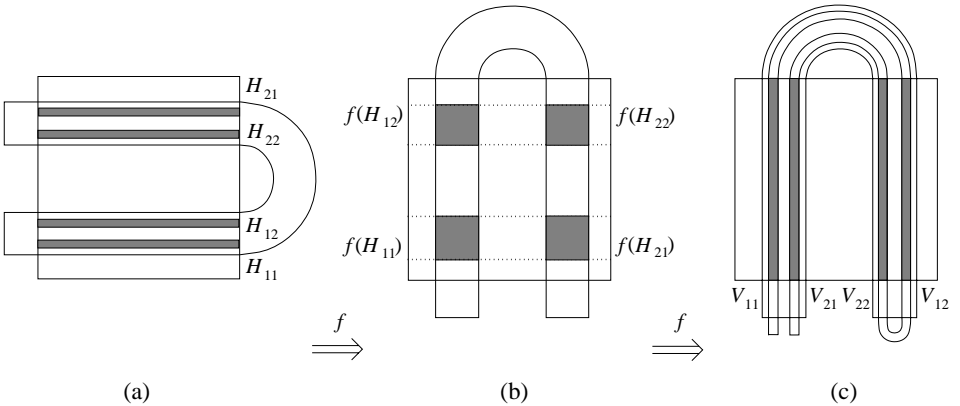 H21
H22
H12
H11
f
(a)
f(H12)
f(H22)
f(H11)
f(H21)
f
(b)
V11
V21
V22
V12
(c)